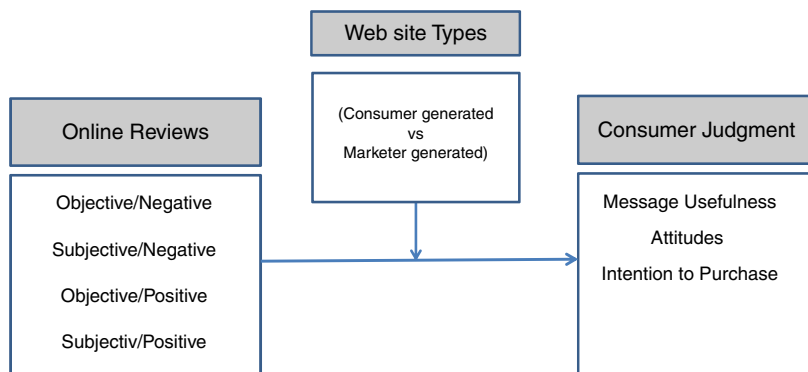 Web site Types
(Consumer generated
vs
Marketer generated)
Online Reviews
Objective/Negative
Subjective/Negative
Objective/Positive
Subjectiv/Positive
Consumer Judgment
Message Usefulness
Attitudes
Intention to Purchase